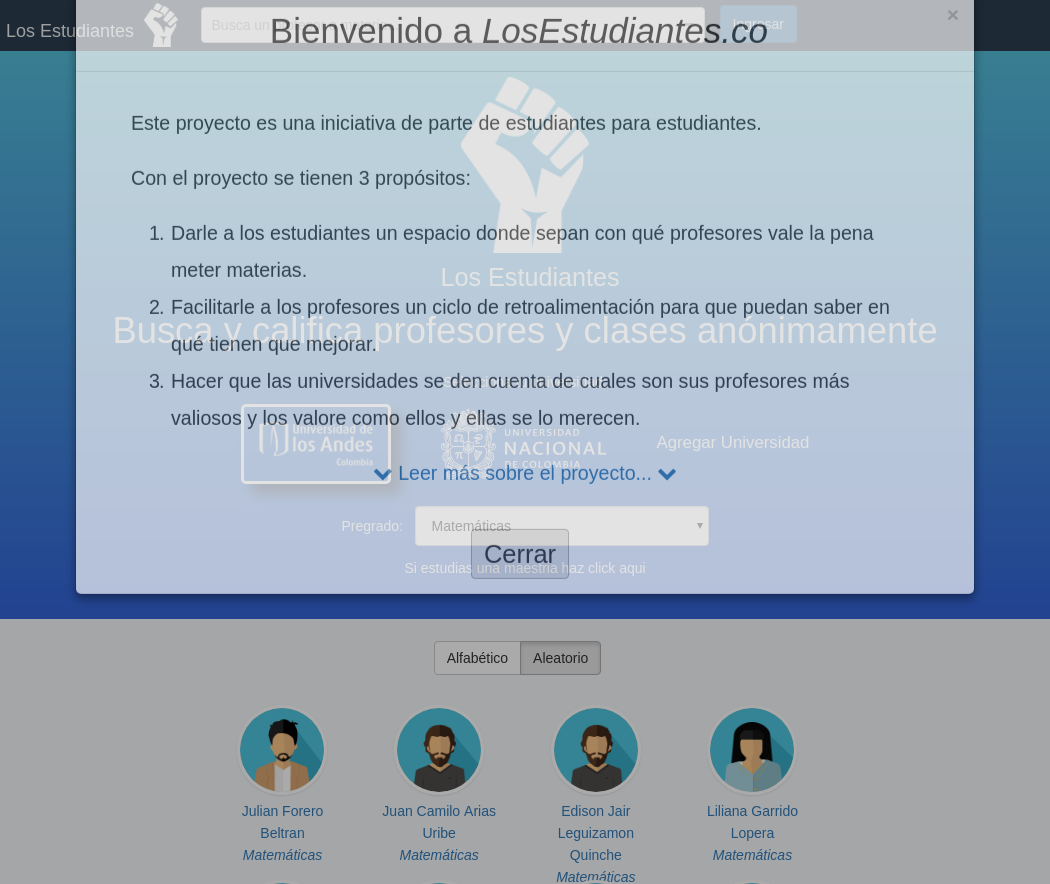 Los Estudiantes
Busca un
Ingresar
×
Bienvenido a LosEstudiantes.co
Este proyecto es una iniciativa de parte de estudiantes para estudiantes.
Con el proyecto se tienen 3 propósitos:
1. Darle a los estudiantes un espacio donde sepan con qué profesores vale la pena
meter materias.
2. Facilitarle a los profesores un ciclo de retroalimentación para que puedan saber en
qué tienen que mejorar.
3. Hacer que las universidades se den cuenta de cuales son sus profesores más
valiosos y los valore como ellos y ellas se lo merecen.
Leer más sobre el proyecto...
Cerrar
Los Estudiantes
Busca y califica profesores y clases anónimamente
Universidad de
los Andes
Colombia
UNIVERSIDAD
NACIONAL
DE COLOMBIA
Agregar Universidad
Pregrado:
Matemáticas
Si estudias una maestria haz click aqui
Alfabético
Aleatorio
Julian Forero
Beltran
Matemáticas
Juan Camilo Arias
Uribe
Matemáticas
Edison Jair
Leguizamon
Quinche
Matemáticas
Liliana Garrido
Lopera
Matemáticas